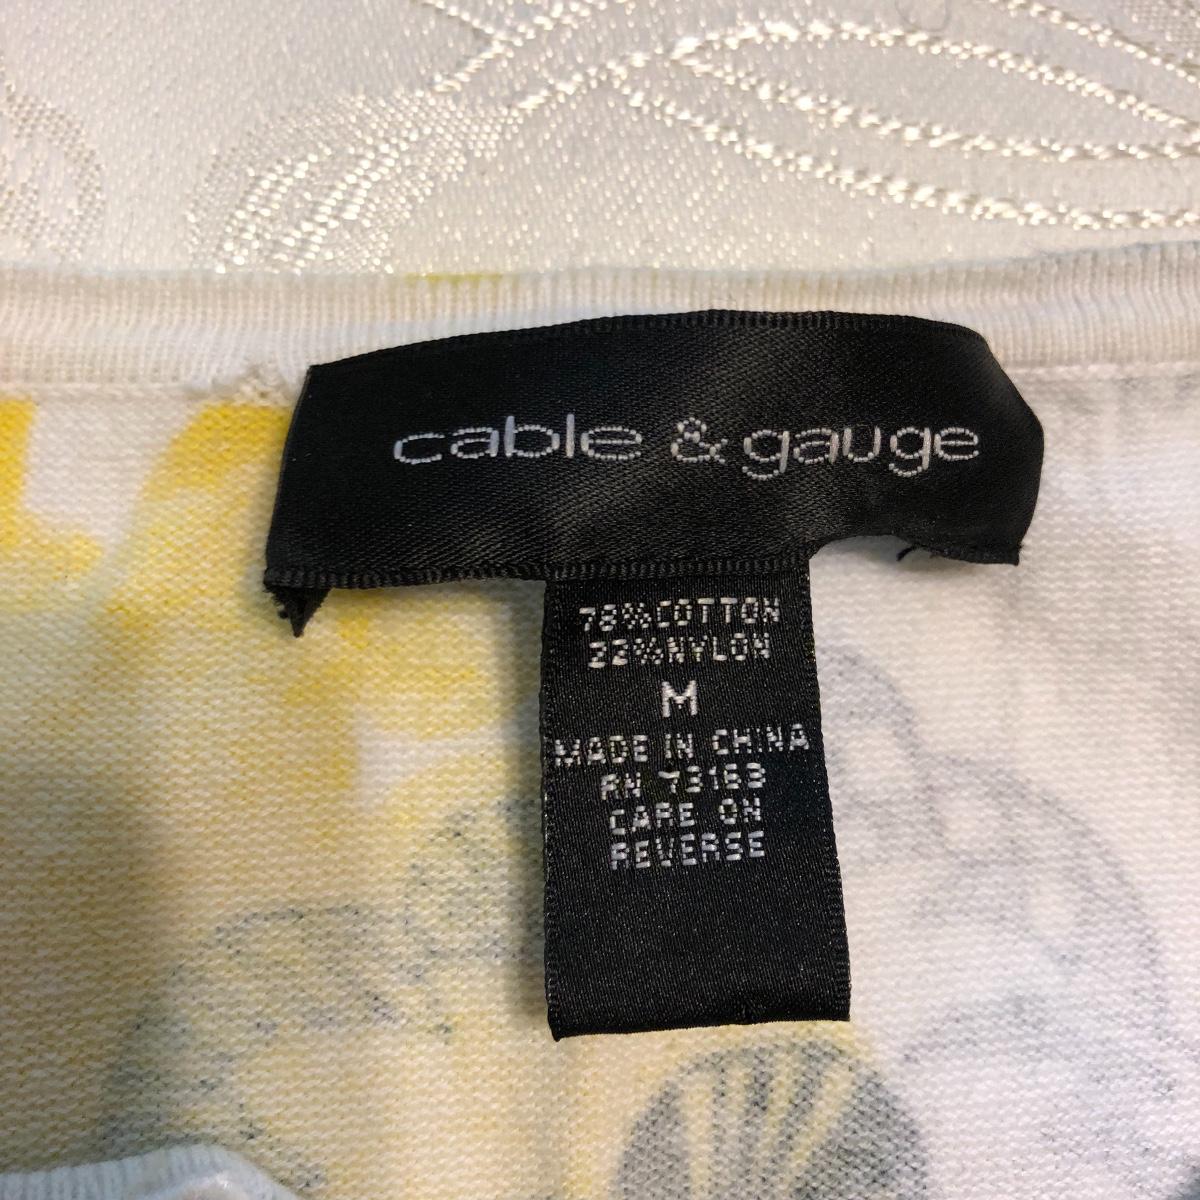 cable & gauge
78% COTTON
22% NYLON
M
MADE IN CHINA
RN 73163
CARE ON
REVERSE